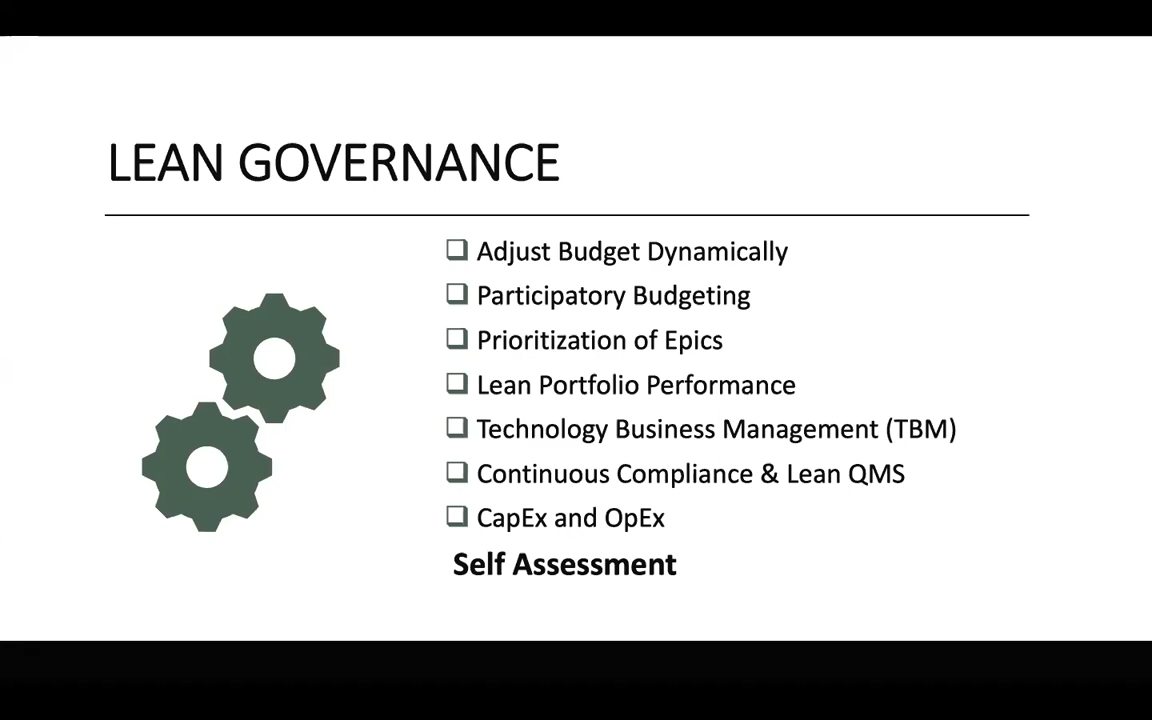 LEAN GOVERNANCE
Adjust Budget Dynamically
Participatory Budgeting
Prioritization of Epics
Lean Portfolio Performance
Technology Business Management (TBM)
Continuous Compliance & Lean QMS
CapEx and OpEx
Self Assessment